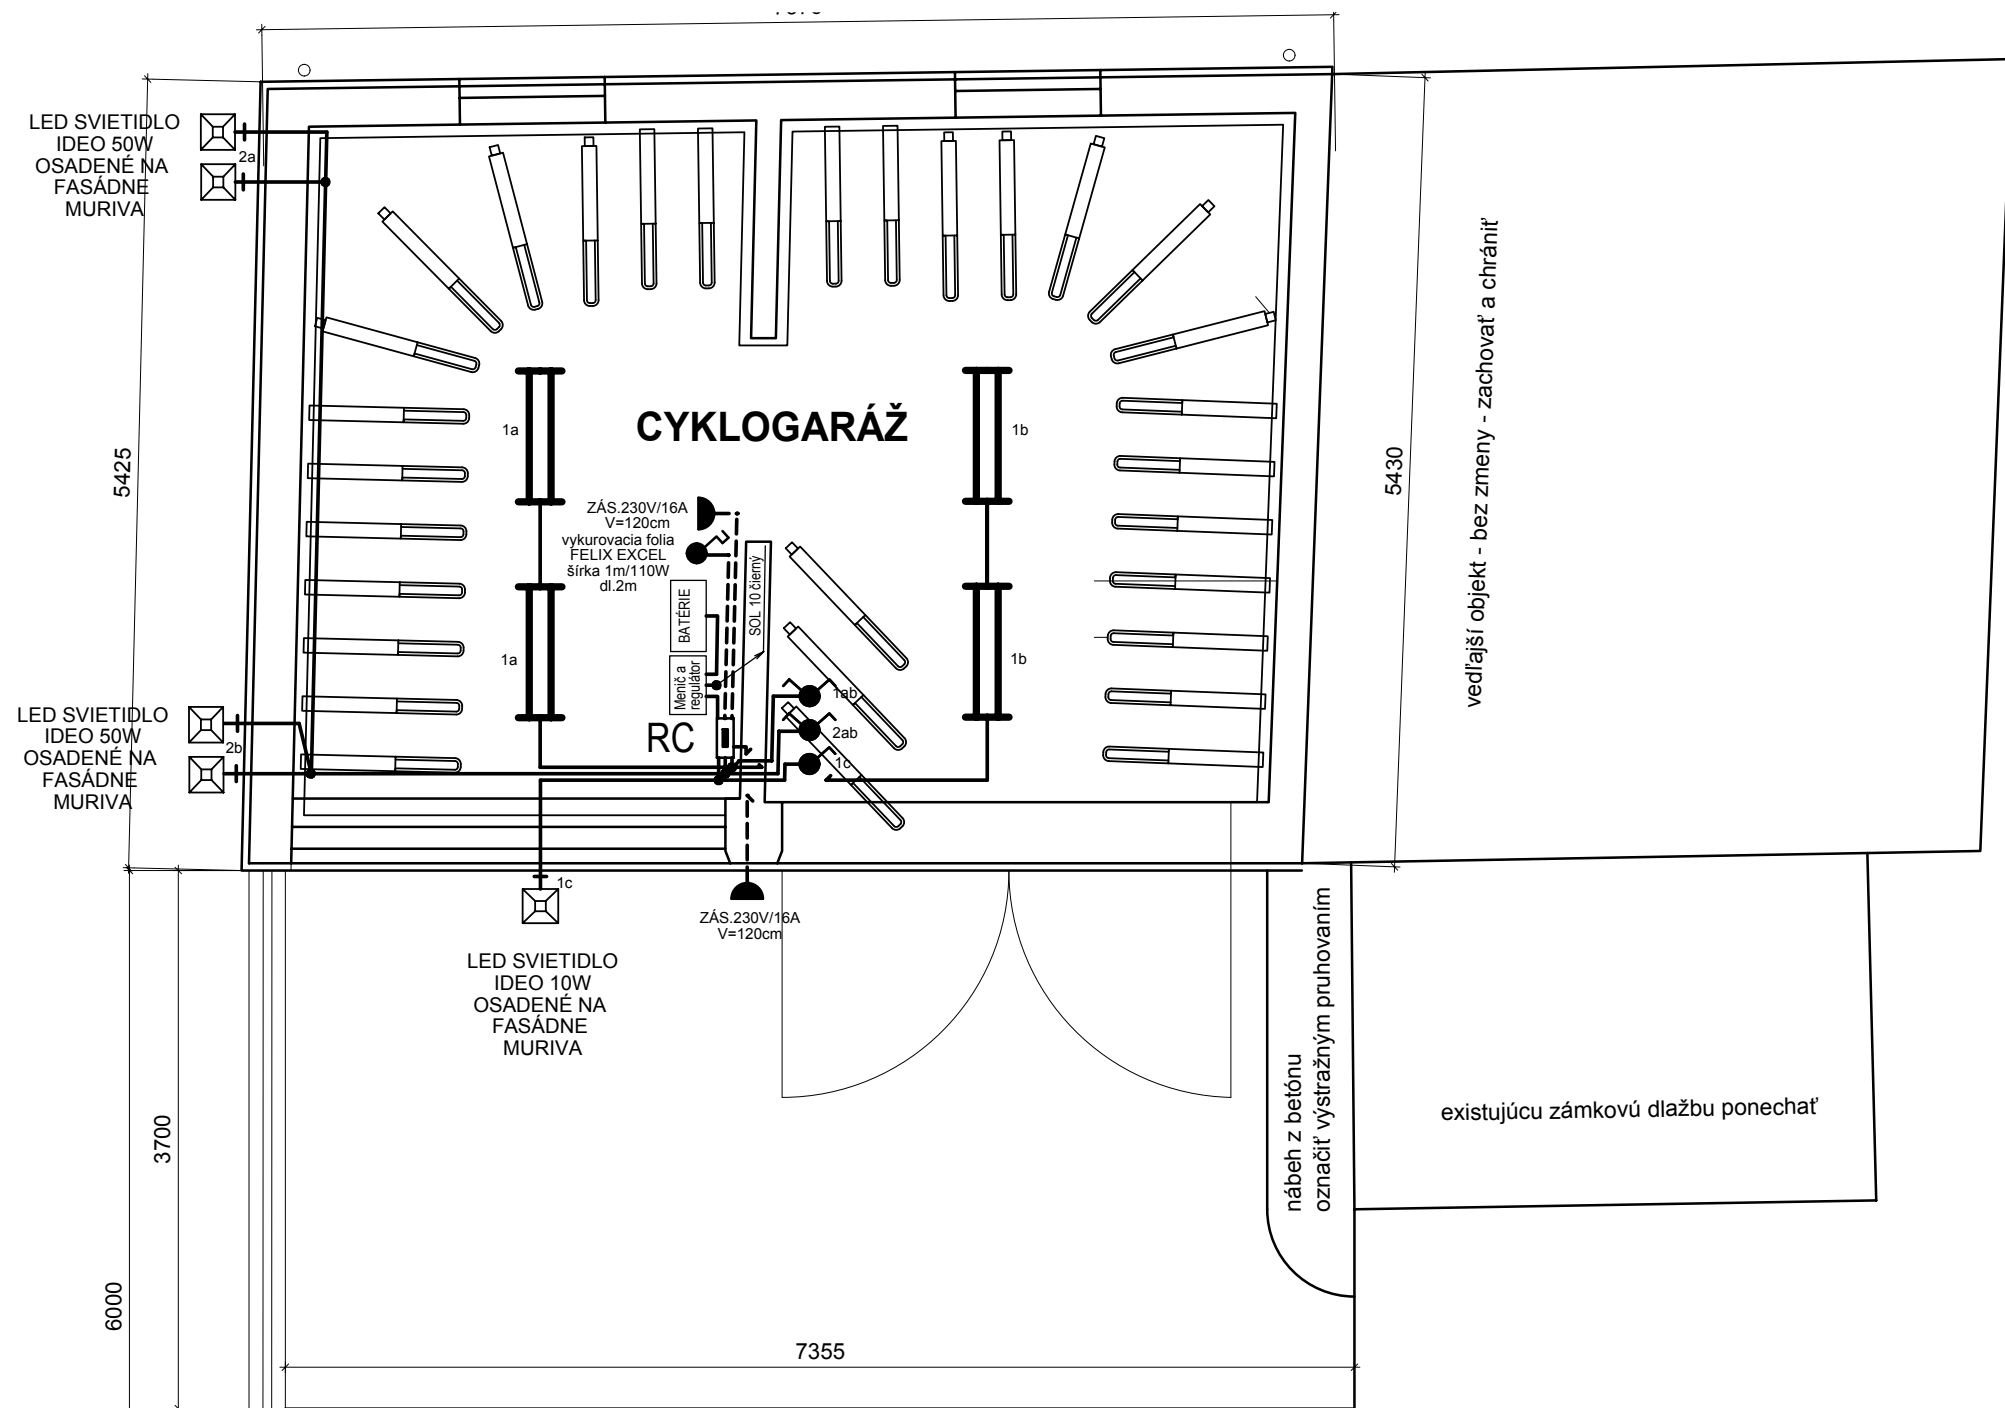 LED SVIETIDLO
IDEO 50W
OSADENÉ NA
FASÁDNE
MURIVA
2a
5425
5430
CYKLOGARÁŽ
1a
1b
ZÁS.230V/16A
V=120cm
vykurovacia folia
FELIX EXCEL
šírka 1m/110W
dl.2m
BATÉRIE
SOL 10 čierný
Menič a
regulátor
1a
1b
RC
1ab
2ab
1c
LED SVIETIDLO
IDEO 50W
OSADENÉ NA
FASÁDNE
MURIVA
2b
1c
ZÁS.230V/16A
V=120cm
LED SVIETIDLO
IDEO 10W
OSADENÉ NA
FASÁDNE
MURIVA
vedľajší objekt - bez zmeny - zachovať a chrániť
nábeh z betónu
označiť výstražným pruhovaním
existujúcu zámkovú dlažbu ponechať
3700
6000
7355